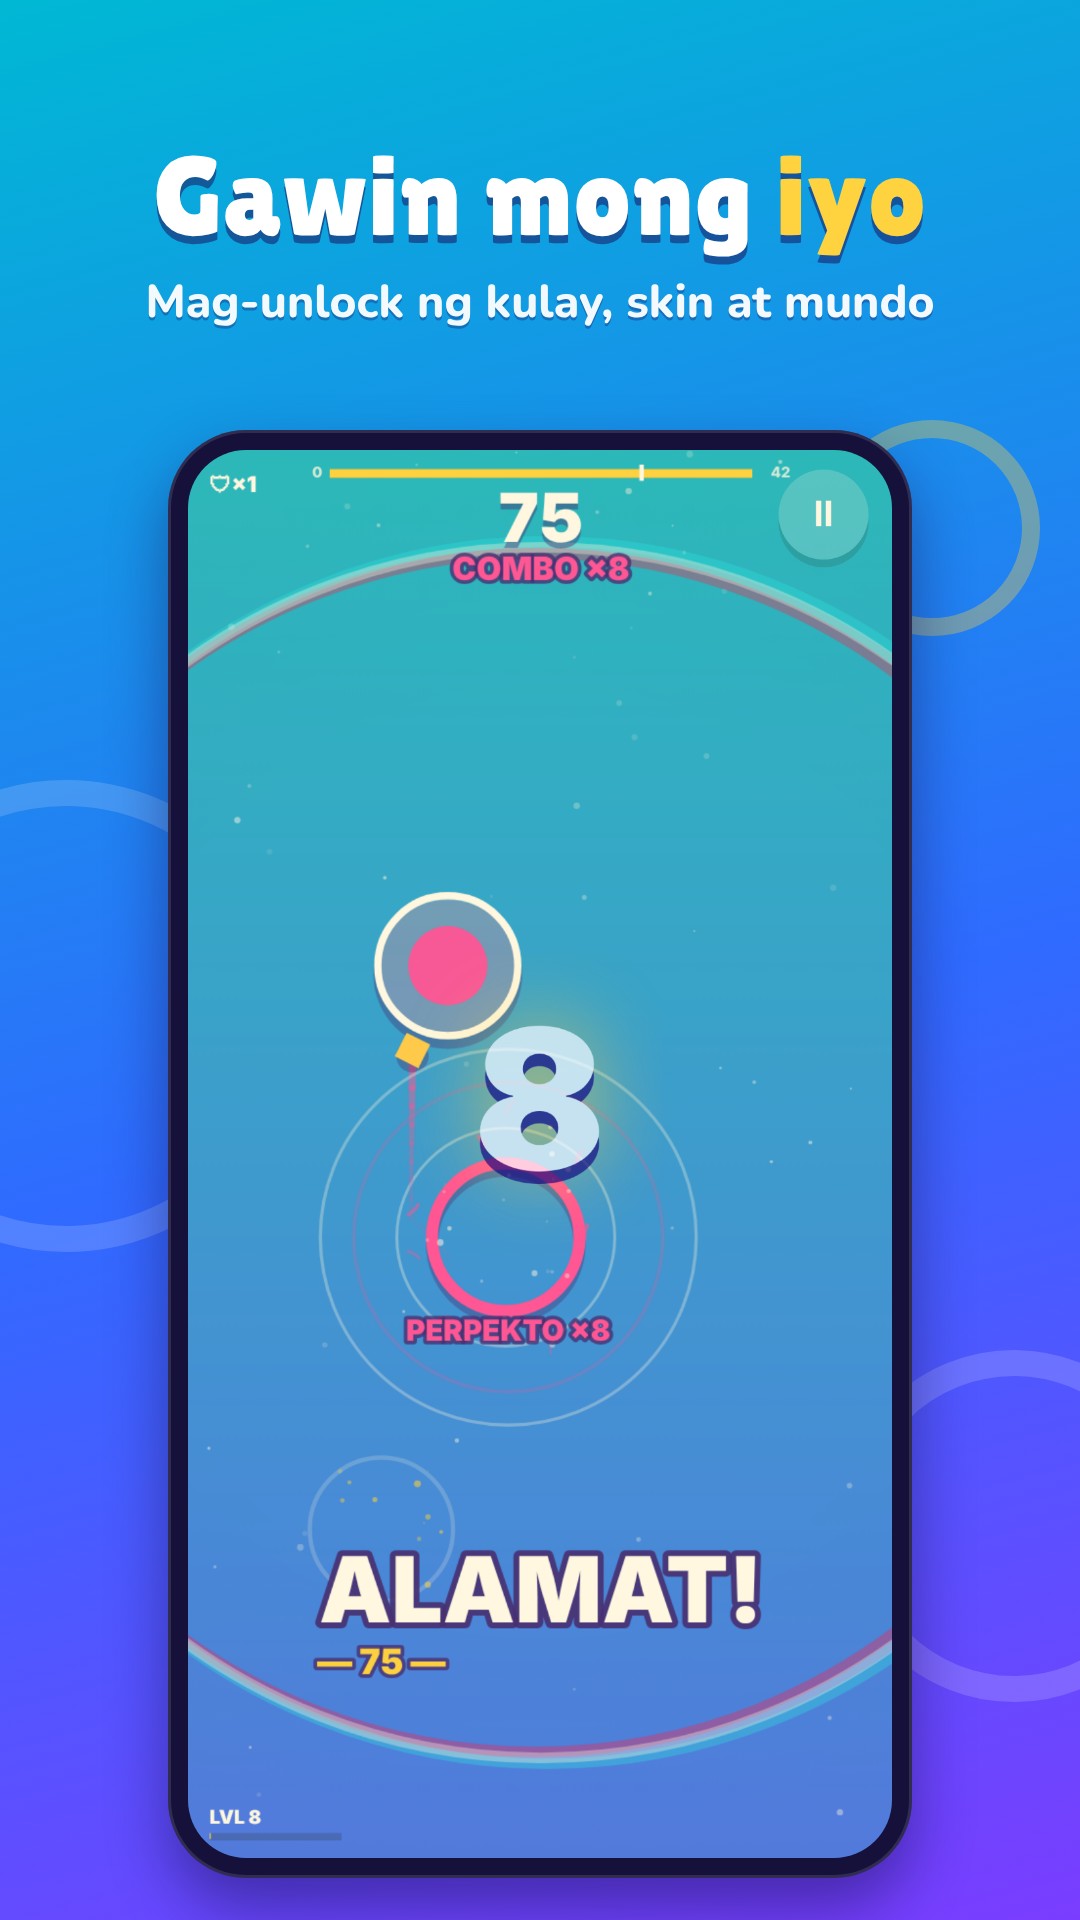 Gawin mong iyo
Mag-unlock ng kulay, skin at mundo
×1
0
42
75
COMBO ×8
8
PERPEKTO ×8
ALAMAT!
— 75 —
LVL 8